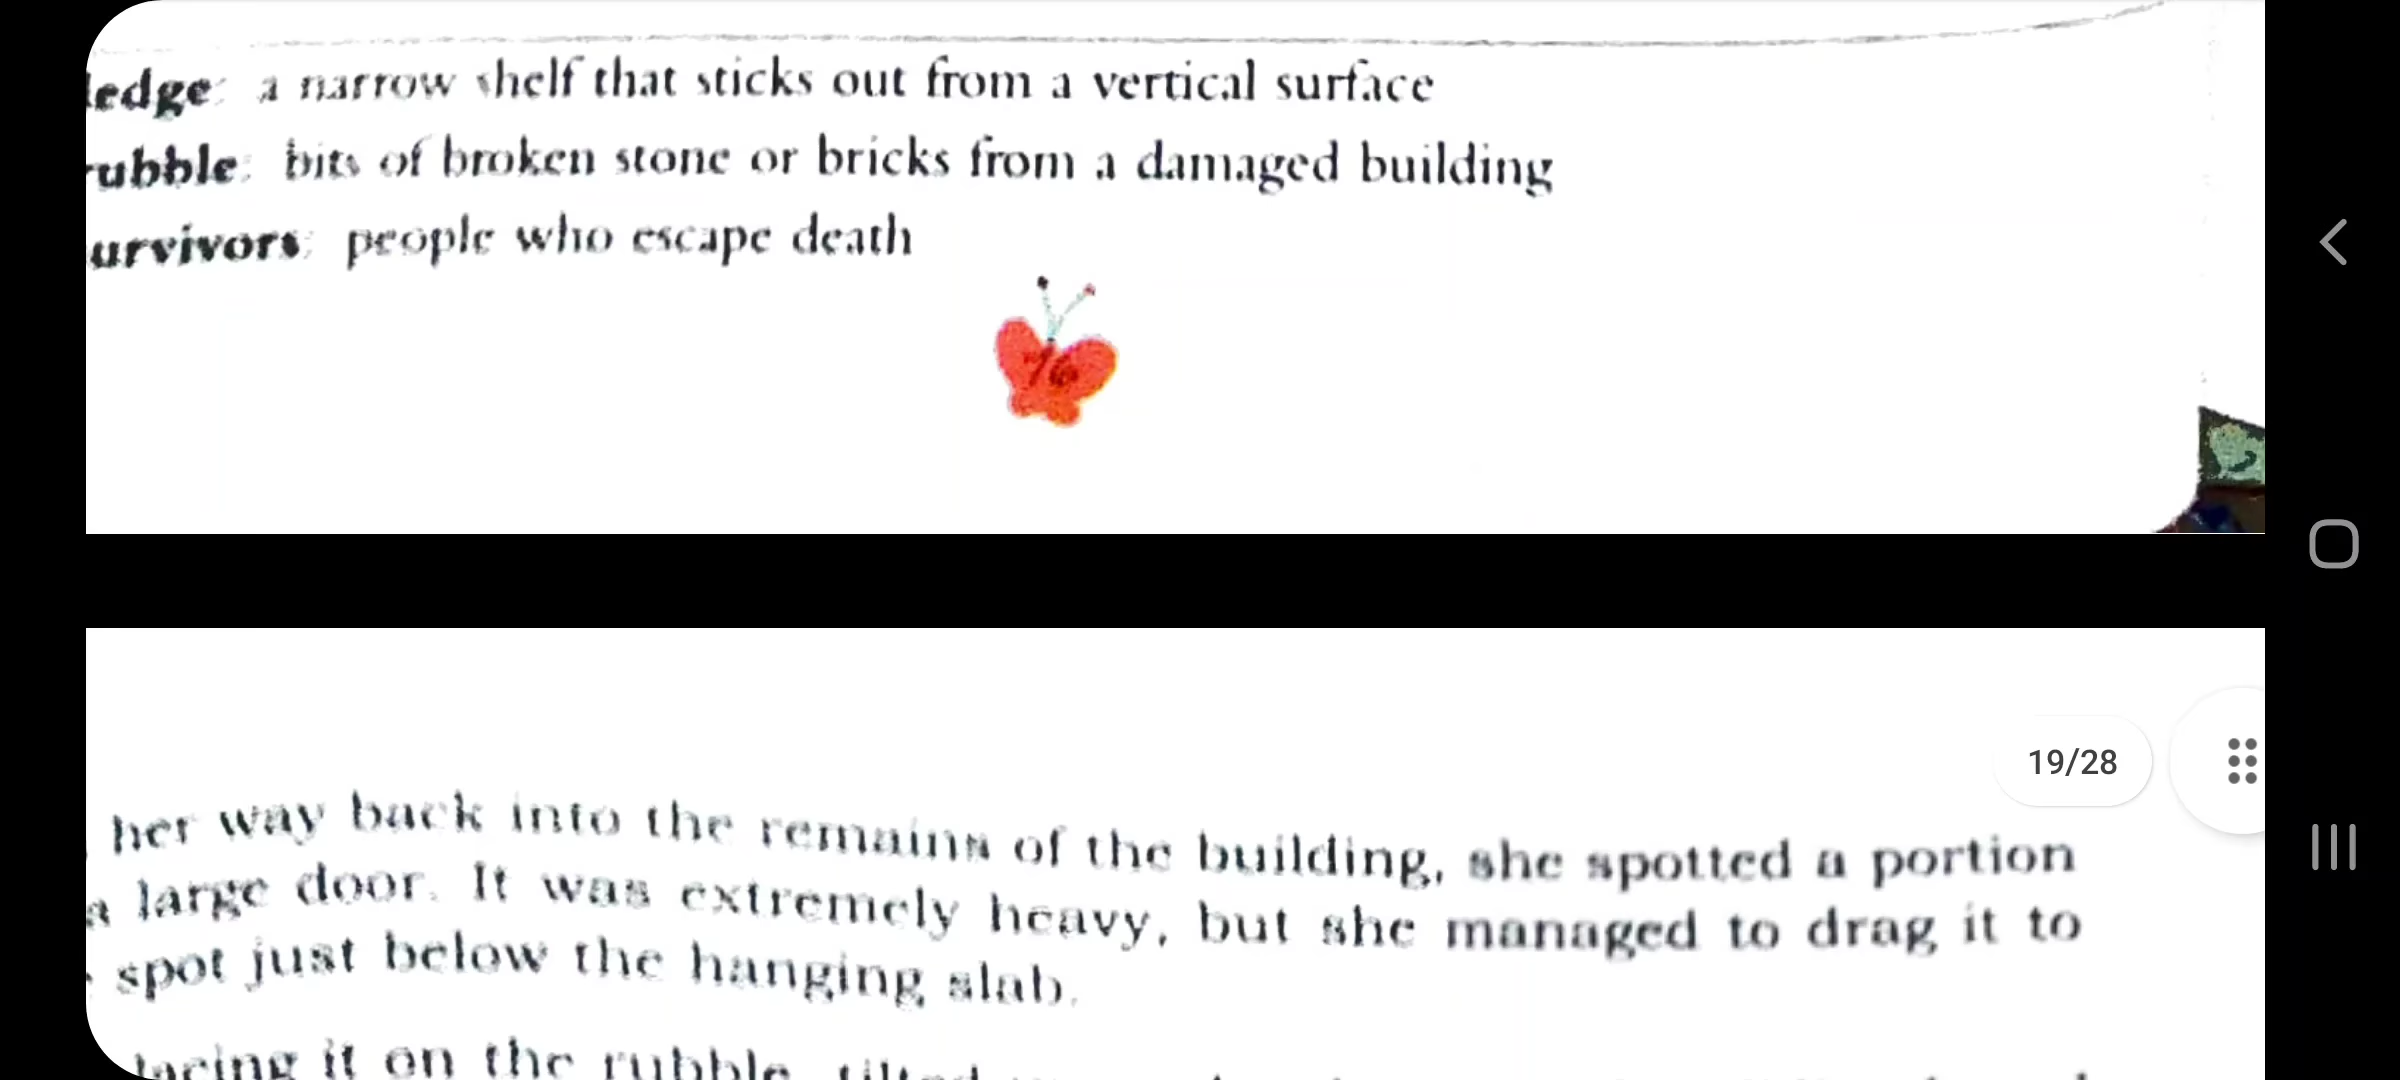 ledge: a narrow shelf that sticks out from a vertical surface
rubble: bits of broken stone or bricks from a damaged building
urvivors: people who escape death
76
19/28
her way back into the remains of the building, she spotted a portion
a large door. It was extremely heavy, but she managed to drag it to
spot just below the hanging slab.
lacing it on the rubble, tilted